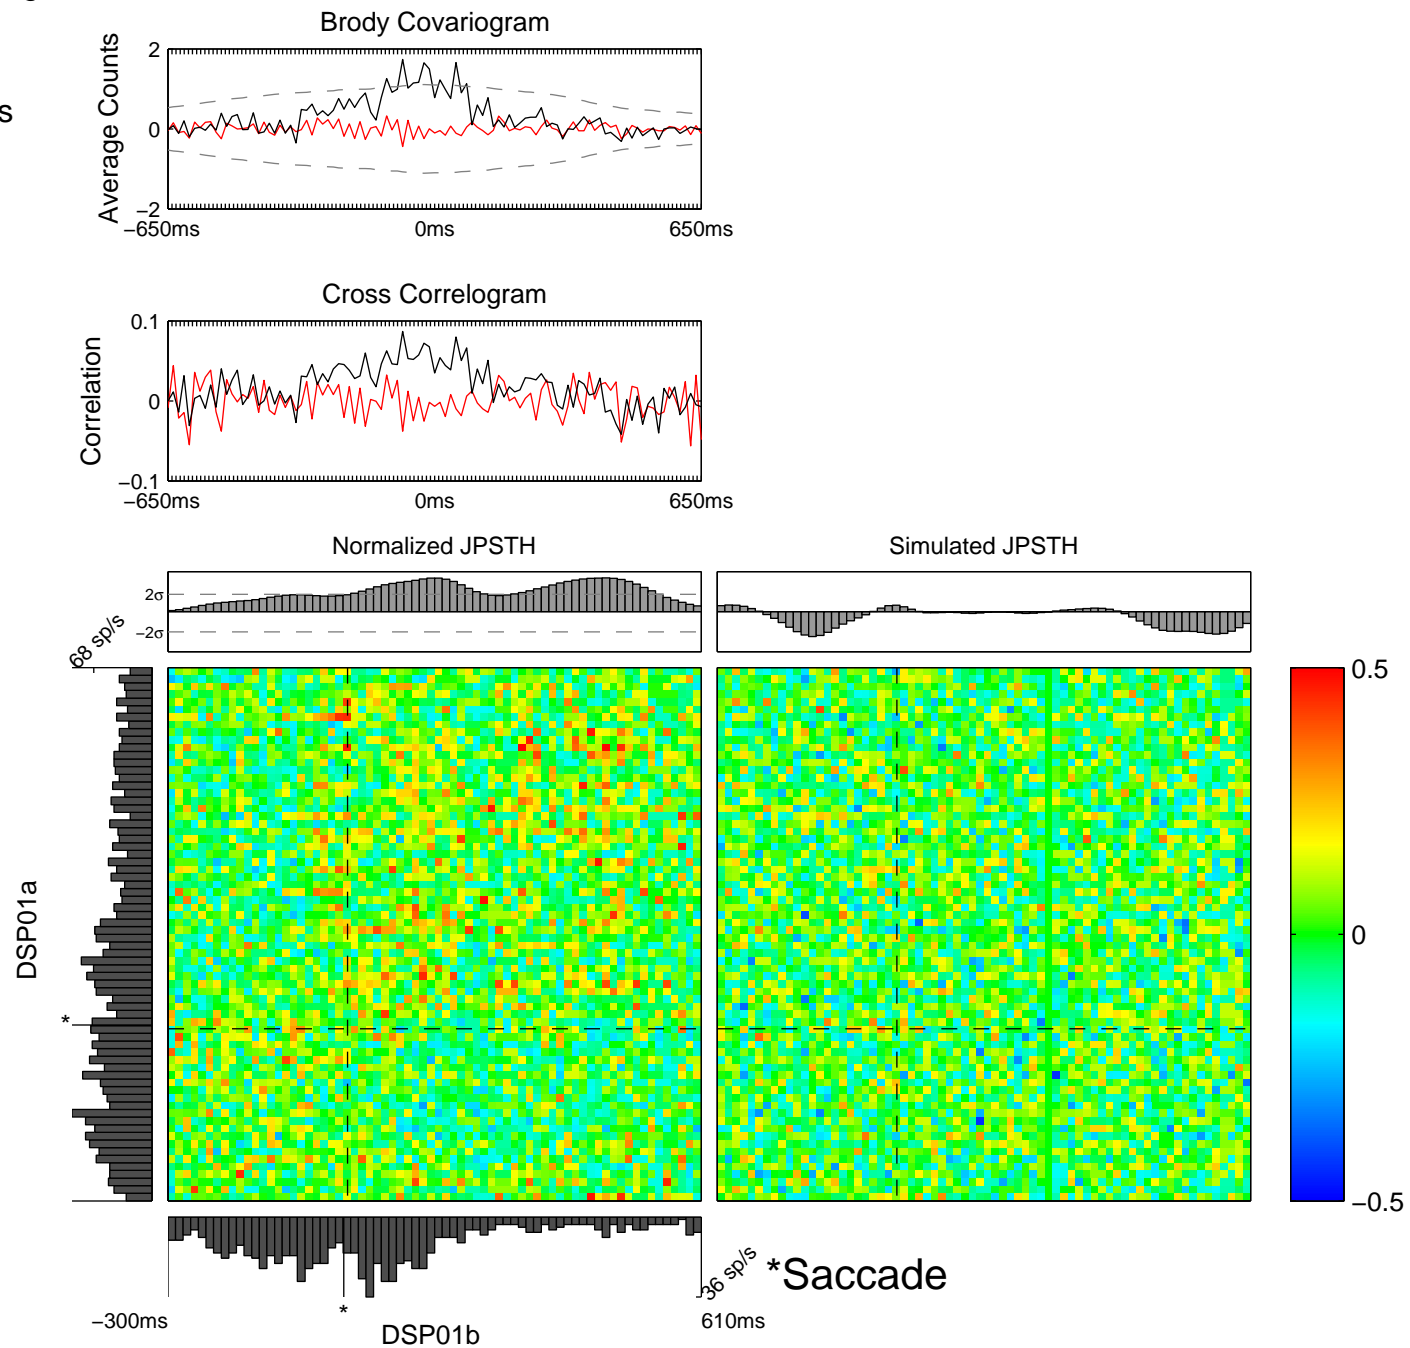 g
Brody Covariogram
s
Average Counts
2
0
−2
−650ms
0ms
650ms
Cross Correlogram
Correlation
0.1
0
−0.1
−650ms
0ms
650ms
Normalized JPSTH
Simulated JPSTH
2σ
−2σ
68 sp/s
DSP01a
*
0.5
0
−0.5
36 sp/s
*Saccade
*
−300ms
DSP01b
610ms